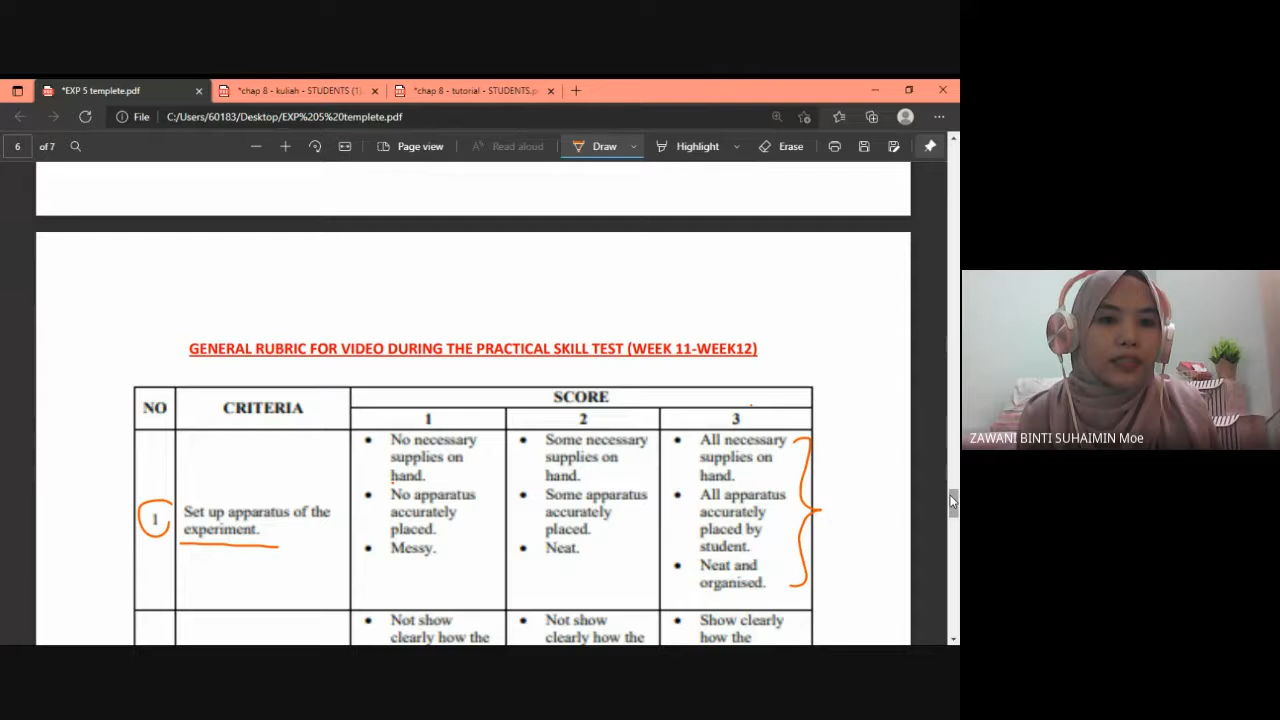 *EXP 5 templete.pdf
*chap 8 - kuliah - STUDENTS (1)
*chap 8 - tutorial - STUDENTS.p
File
C:/Users/60183/Desktop/EXP%205%20templete.pdf
6 of 7
Page view
Read aloud
Draw
Highlight
Erase
GENERAL RUBRIC FOR VIDEO DURING THE PRACTICAL SKILL TEST (WEEK 11-WEEK12)
NO
CRITERIA
SCORE
1
2
3
1
Set up apparatus of the
experiment.
• No necessary
supplies on
hand.
• No apparatus
accurately
placed.
• Messy.
• Some necessary
supplies on
hand.
• Some apparatus
accurately
placed.
• Neat.
• All necessary
supplies on
hand.
• All apparatus
accurately
placed by
student.
• Neat and
organised.
• Not show
clearly how the
• Not show
clearly how the
• Show clearly
how the
ZAWANI BINTI SUHAIMIN Moe